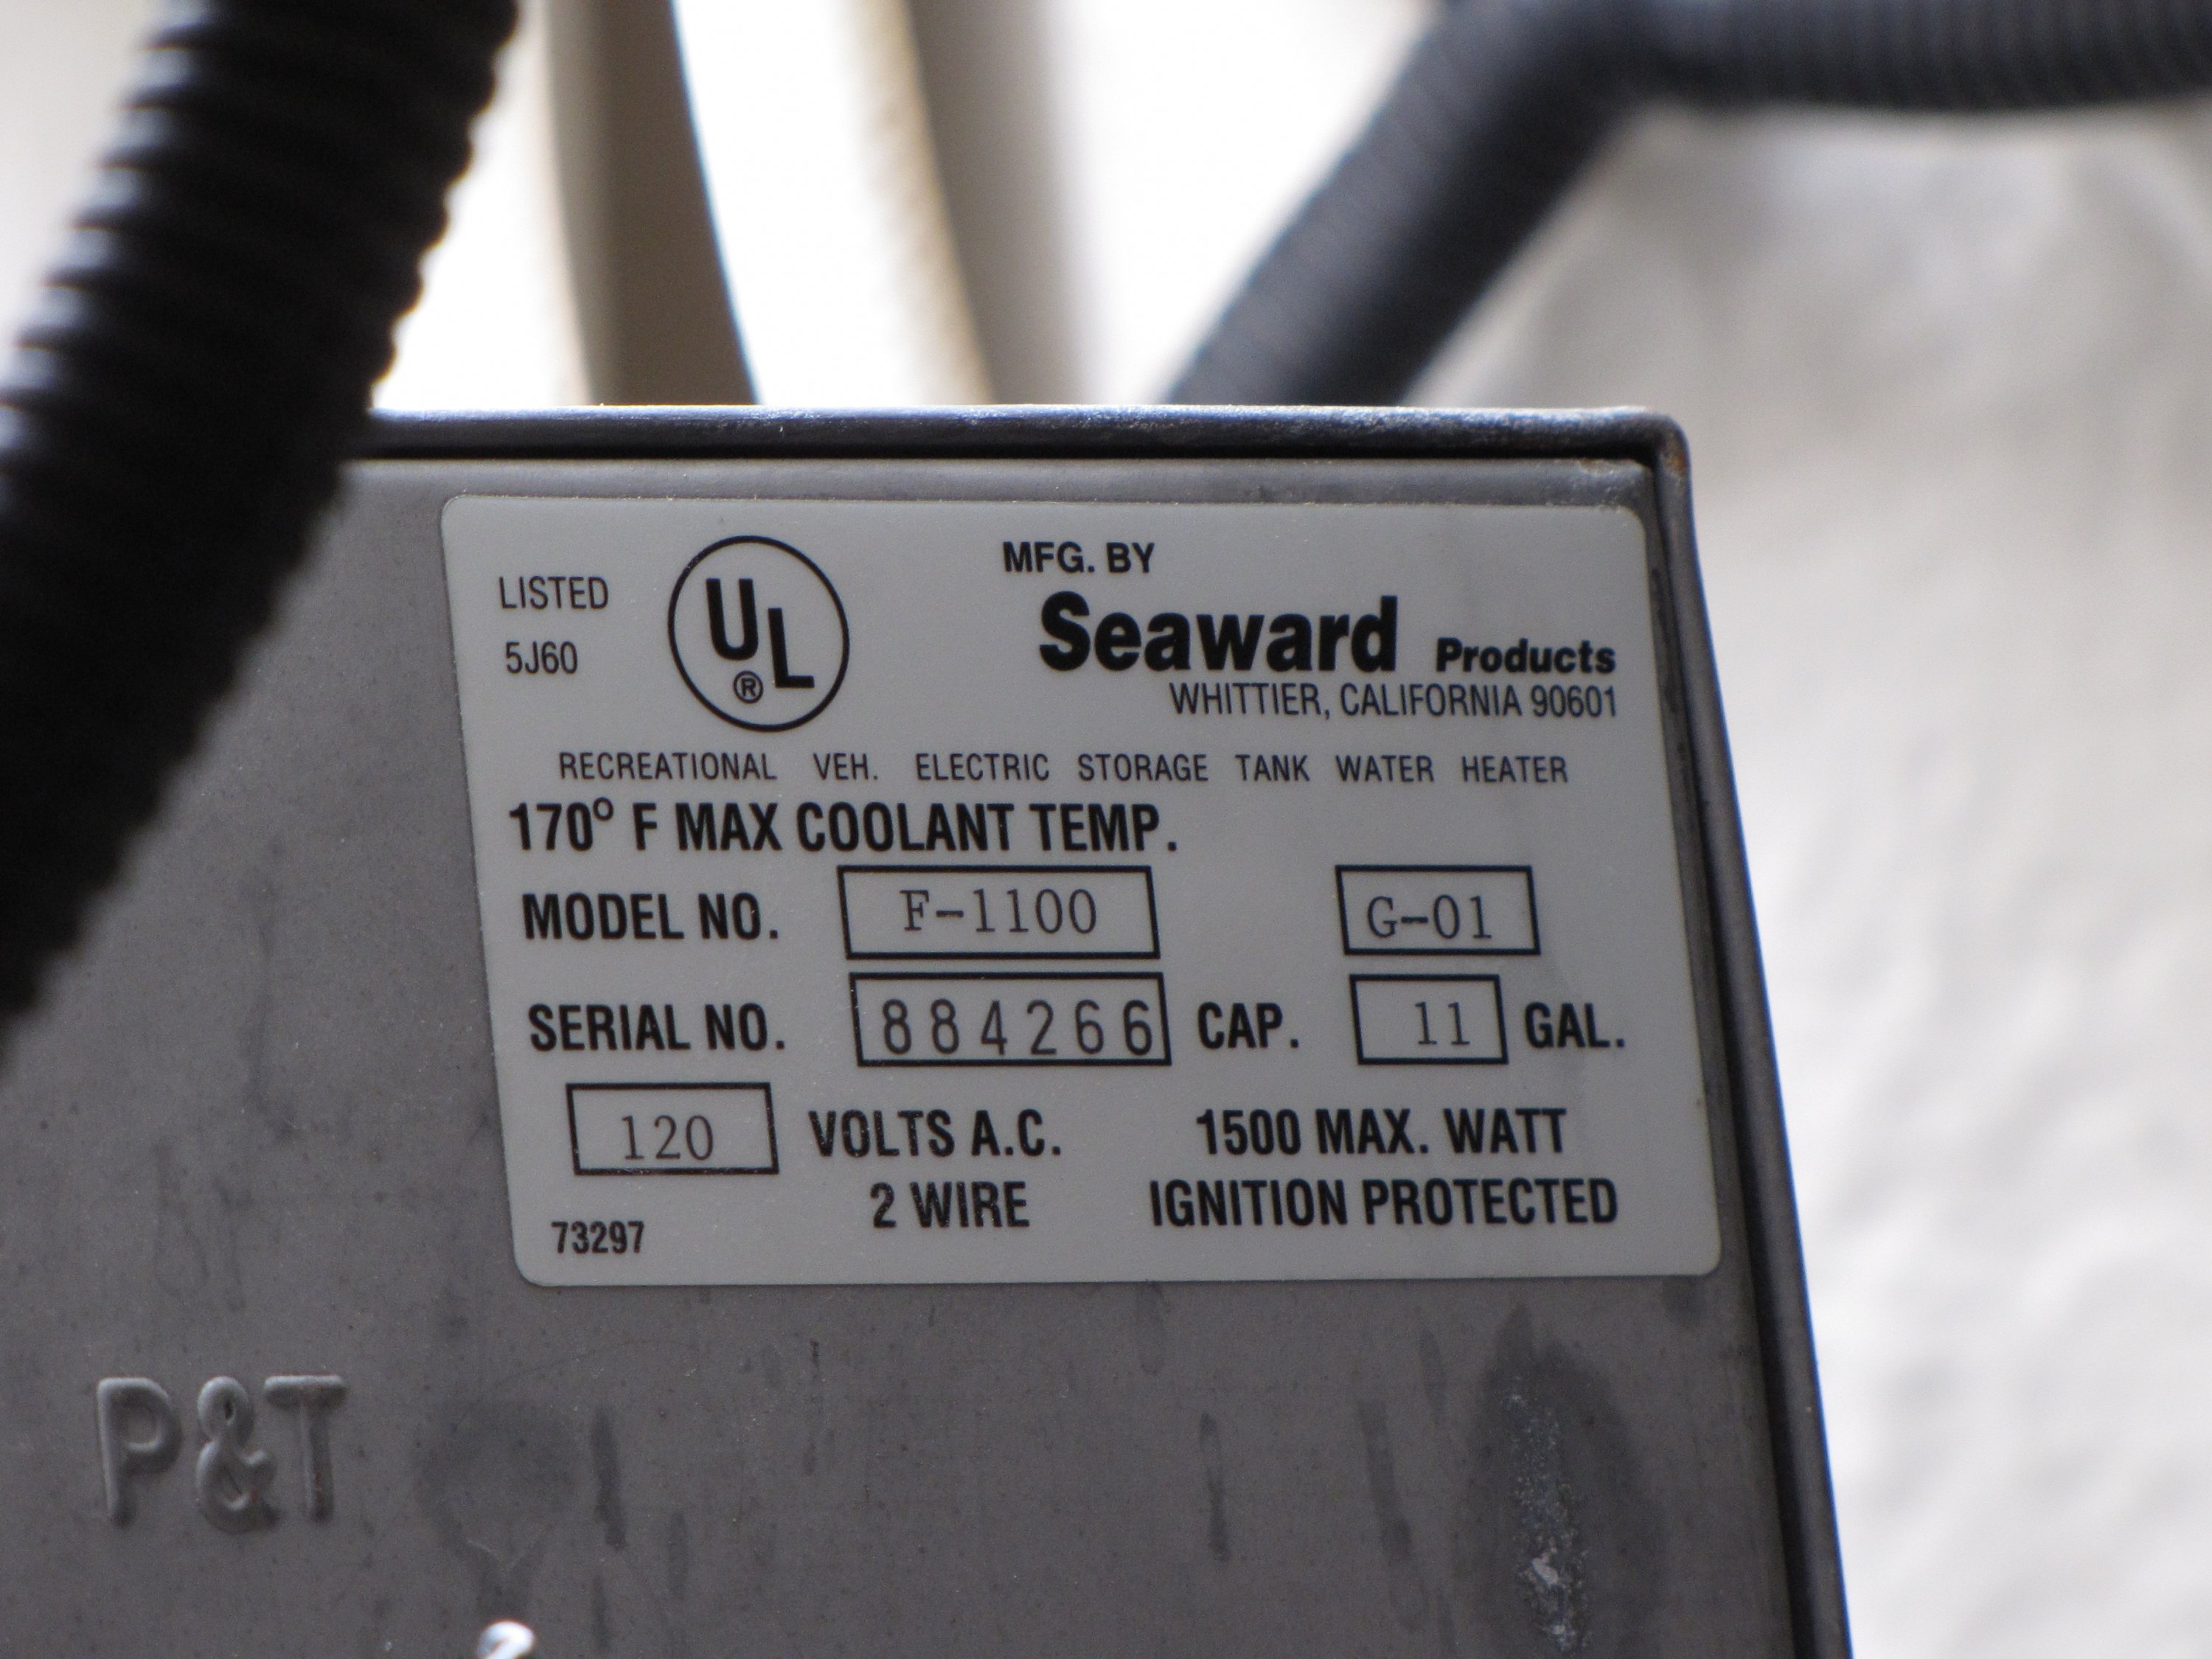 LISTED
5J60
UL
®
MFG. BY
Seaward Products
WHITTIER, CALIFORNIA 90601
RECREATIONAL VEH. ELECTRIC STORAGE TANK WATER HEATER
170° F MAX COOLANT TEMP.
MODEL NO. F-1100 G-01
SERIAL NO. 884266 CAP. 11 GAL.
120 VOLTS A.C. 1500 MAX. WATT
2 WIRE IGNITION PROTECTED
73297
P&T